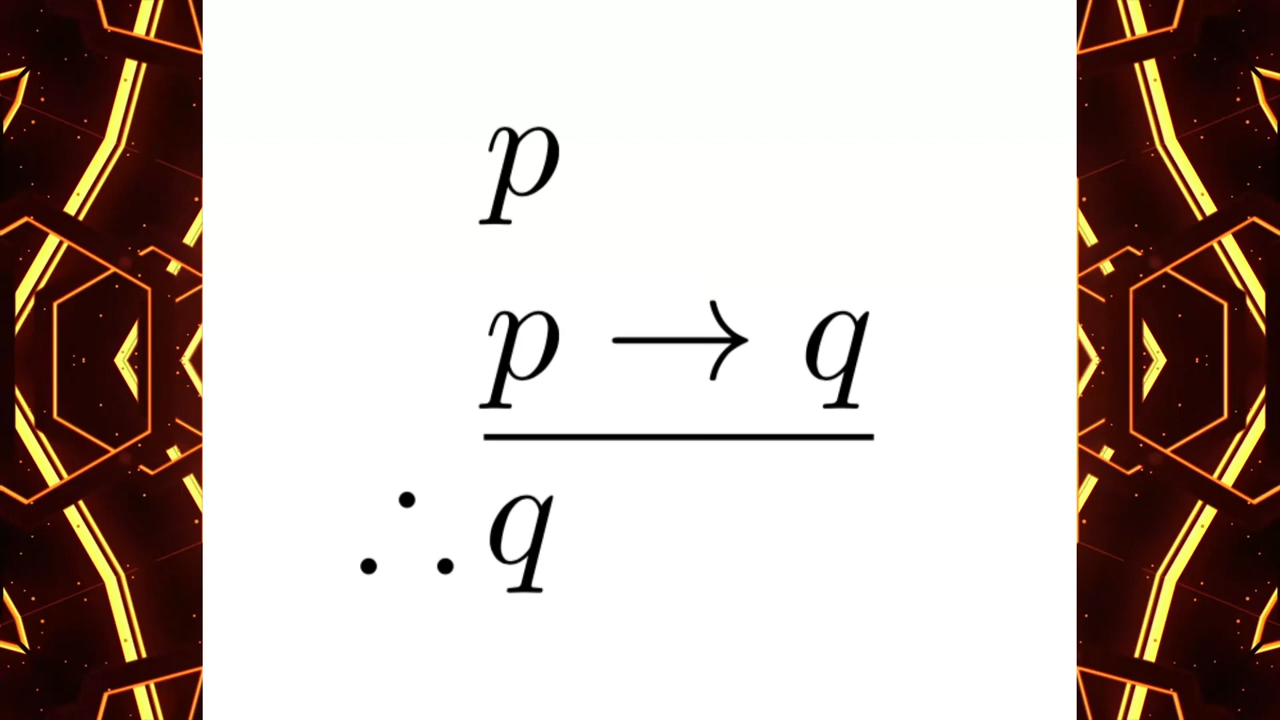 p
p → q
∴ q